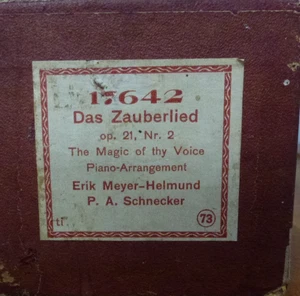 17642
Das Zauberlied
op. 21, Nr. 2
The Magic of thy Voice
Piano-Arrangement
Erik Meyer-Helmund
P. A. Schnecker
73